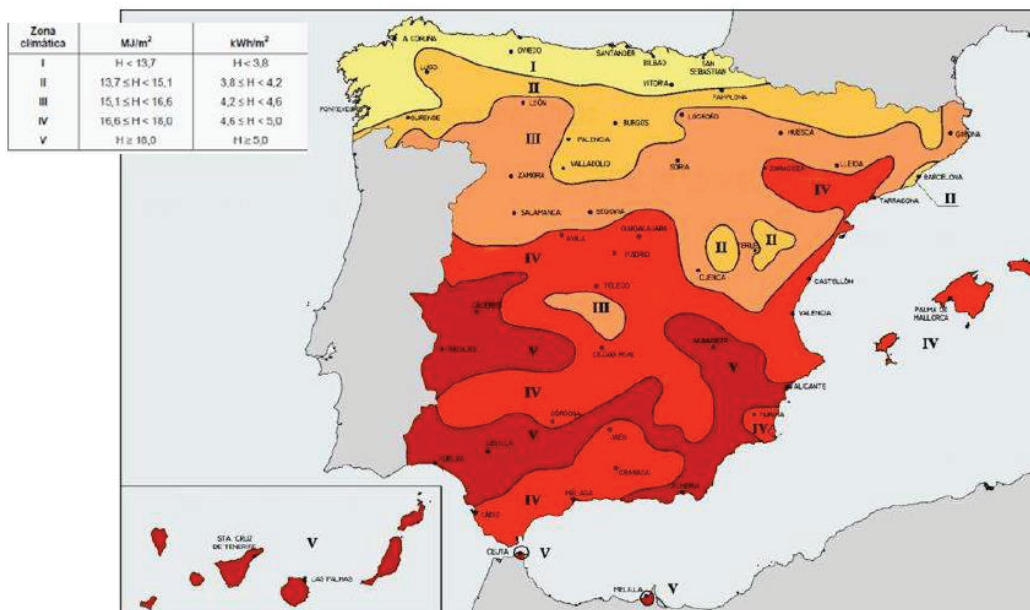 Zona climática MJ/m² kWh/m²
I H < 13,7 H < 3,8
II 13,7 ≤ H < 15,1 3,8 ≤ H < 4,2
III 15,1 ≤ H < 16,6 4,2 ≤ H < 4,6
IV 16,6 ≤ H < 18,0 4,6 ≤ H < 5,0
V H ≥ 18,0 H ≥ 5,0
A CORUÑA
OVIEDO
SANTANDER
BILBAO
SAN SEBASTIAN
I
LUGO
VITORIA
PAMPLONA
II
PONTEVEDRA
OURENSE
LEÓN
BURGOS
LOGROÑO
HUESCA
GIRONA
III
PALENCIA
VALLADOLID
SORIA
ZARAGOZA
LLEIDA
BARCELONA
ZAMORA
IV
II
TARRAGONA
SALAMANCA
SEGOVIA
AVILA
GUADALAJARA
II
TERUEL
II
IV
MADRID
CUENCA
CASTELLÓN
TOLEDO
III
CÁCERES
VALENCIA
PALMA DE MALLORCA
IV
BADAJOZ
V
CIUDAD REAL
ALBACETE
V
IV
ALICANTE
CÓRDOBA
MURCIA
IV
V
JAÉN
SEVILLA
HUELVA
GRANADA
IV
MÁLAGA
ALMERÍA
CÁDIZ
CEUTA
V
MELILLA
V
STA. CRUZ DE TENERIFE
V
LAS PALMAS